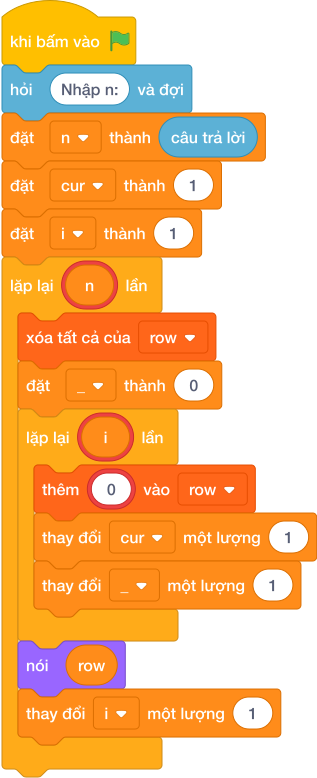 khi bấm vào
hỏi Nhập n: và đợi
đặt n thành câu trả lời
đặt cur thành 1
đặt i thành 1
lặp lại n lần
xóa tất cả của row
đặt _ thành 0
lặp lại i lần
thêm 0 vào row
thay đổi cur một lượng 1
thay đổi _ một lượng 1
nói row
thay đổi i một lượng 1